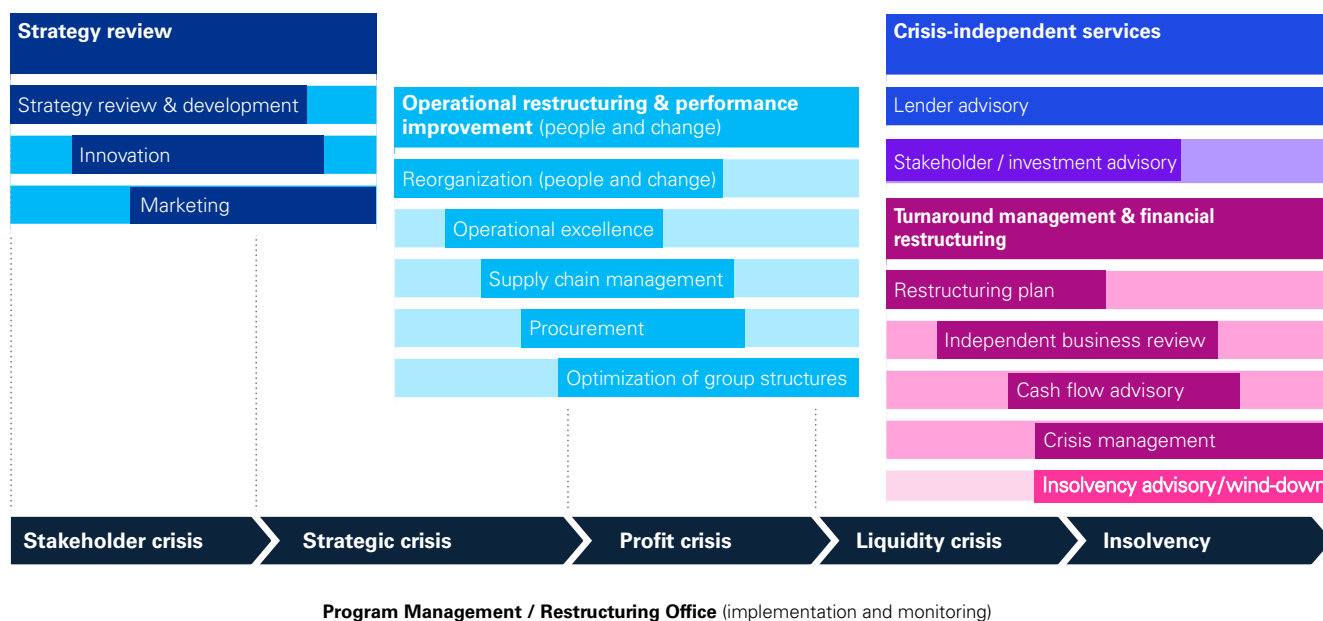 Strategy review
Strategy review & development
Innovation
Marketing
Operational restructuring & performance
improvement (people and change)
Reorganization (people and change)
Operational excellence
Supply chain management
Procurement
Optimization of group structures
Crisis-independent services
Lender advisory
Stakeholder / investment advisory
Turnaround management & financial
restructuring
Restructuring plan
Independent business review
Cash flow advisory
Crisis management
Insolvency advisory/wind-down
Stakeholder crisis
Strategic crisis
Profit crisis
Liquidity crisis
Insolvency
Program Management / Restructuring Office (implementation and monitoring)